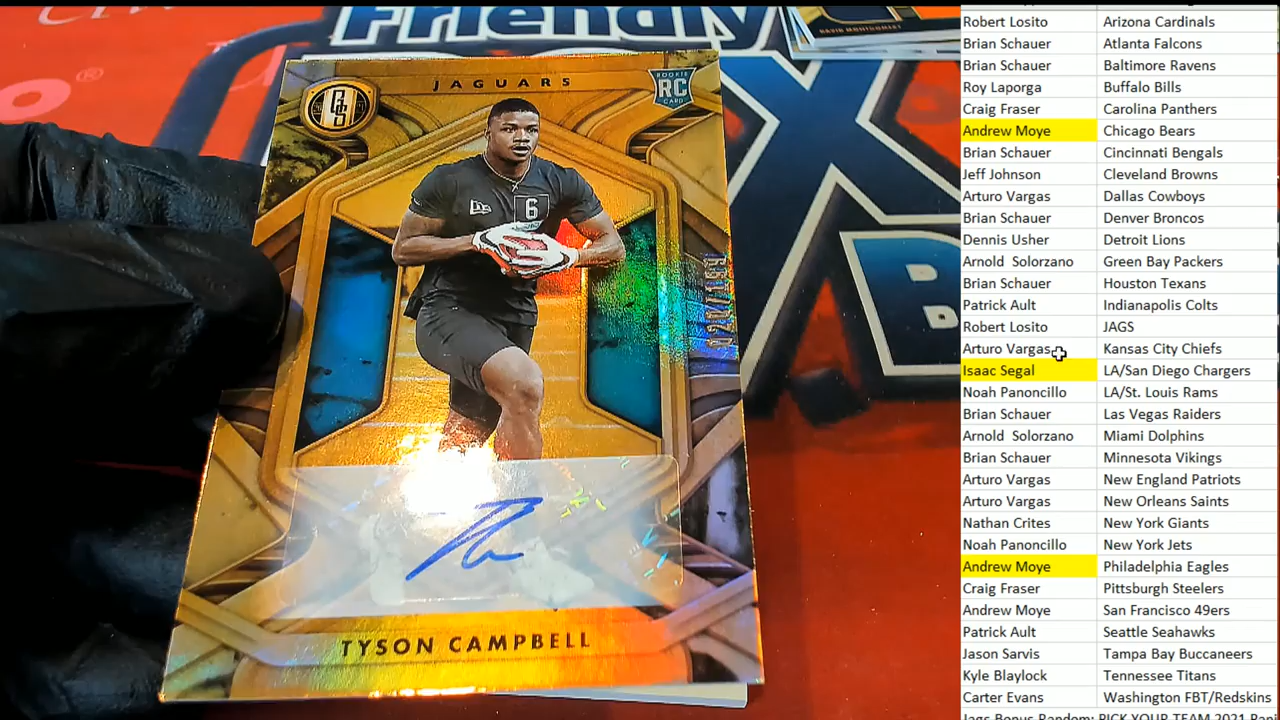 Friendly
DAVID MONTGOMERY
JAGUARS
ROOKIE
RC
CARD
GS
6
TYSON CAMPBELL
B
Robert Losito Arizona Cardinals
Brian Schauer Atlanta Falcons
Brian Schauer Baltimore Ravens
Roy Laporga Buffalo Bills
Craig Fraser Carolina Panthers
Andrew Moye Chicago Bears
Brian Schauer Cincinnati Bengals
Jeff Johnson Cleveland Browns
Arturo Vargas Dallas Cowboys
Brian Schauer Denver Broncos
Dennis Usher Detroit Lions
Arnold Solorzano Green Bay Packers
Brian Schauer Houston Texans
Patrick Ault Indianapolis Colts
Robert Losito JAGS
Arturo Vargas Kansas City Chiefs
Isaac Segal LA/San Diego Chargers
Noah Panoncillo LA/St. Louis Rams
Brian Schauer Las Vegas Raiders
Arnold Solorzano Miami Dolphins
Brian Schauer Minnesota Vikings
Arturo Vargas New England Patriots
Arturo Vargas New Orleans Saints
Nathan Crites New York Giants
Noah Panoncillo New York Jets
Andrew Moye Philadelphia Eagles
Craig Fraser Pittsburgh Steelers
Andrew Moye San Francisco 49ers
Patrick Ault Seattle Seahawks
Jason Sarvis Tampa Bay Buccaneers
Kyle Blaylock Tennessee Titans
Carter Evans Washington FBT/Redskins
Jags Bonus Random: PICK YOUR TEAM 2021